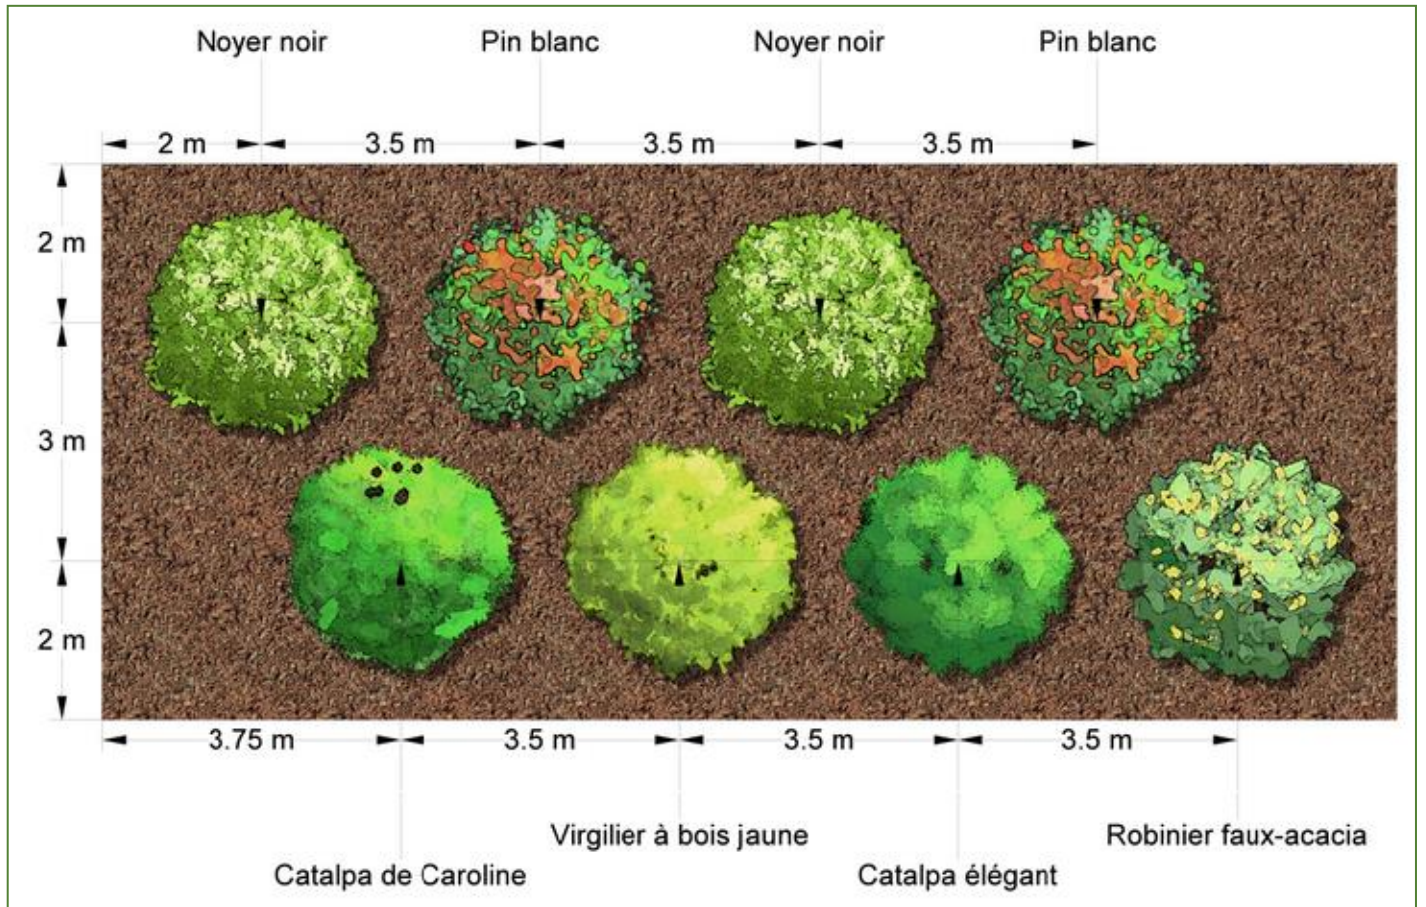 Noyer noir Pin blanc Noyer noir Pin blanc
2 m 3.5 m 3.5 m 3.5 m
2 m
3 m
2 m
3.75 m 3.5 m 3.5 m 3.5 m
Virgilier à bois jaune Robinier faux-acacia
Catalpa de Caroline Catalpa élégant